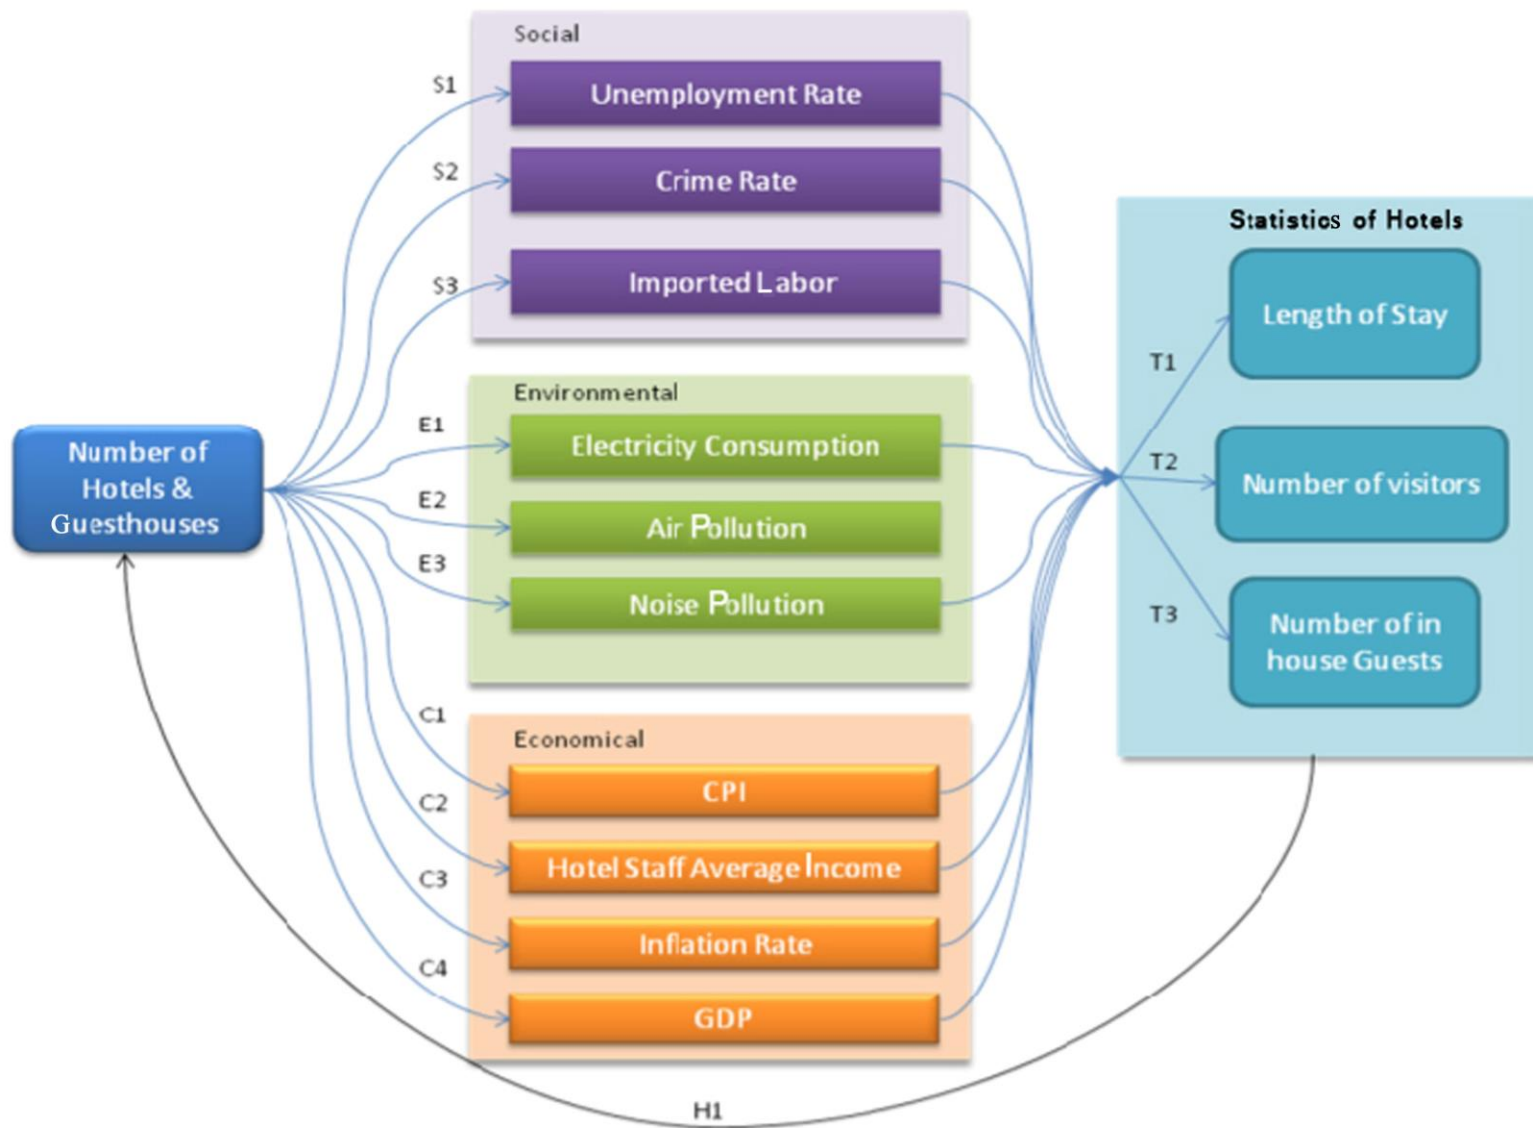 Social
S1
Unemployment Rate
S2
Crime Rate
S3
Imported Labor
Environmental
E1
Electricity Consumption
E2
Air Pollution
E3
Noise Pollution
Number of
Hotels &
Guesthouses
C1
Economical
CPI
C2
Hotel Staff Average Income
C3
Inflation Rate
C4
GDP
Statistics of Hotels
Length of Stay
T1
T2
Number of visitors
T3
Number of in
house Guests
H1